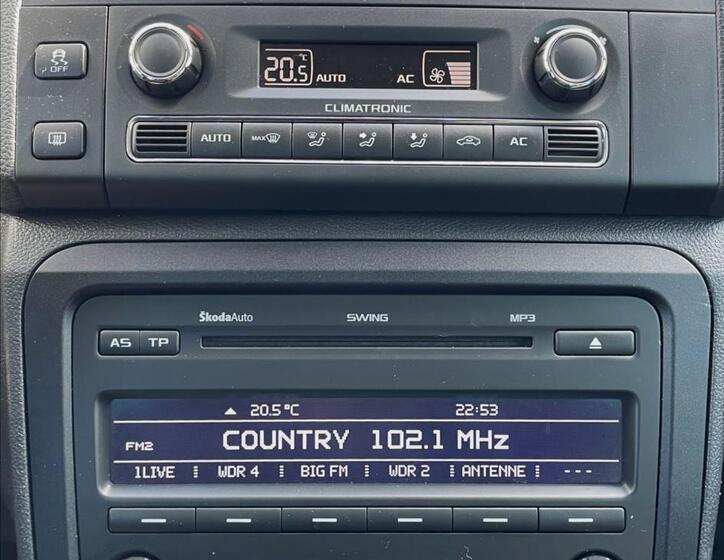 OFF
20.5 °C AUTO AC
CLIMATRONIC
AUTO MAX AC
ŠkodaAuto SWING MP3
AS TP
20.5°C 22:53
FM2 COUNTRY 102.1 MHz
1LIVE WDR 4 BIG FM WDR 2 ANTENNE ---